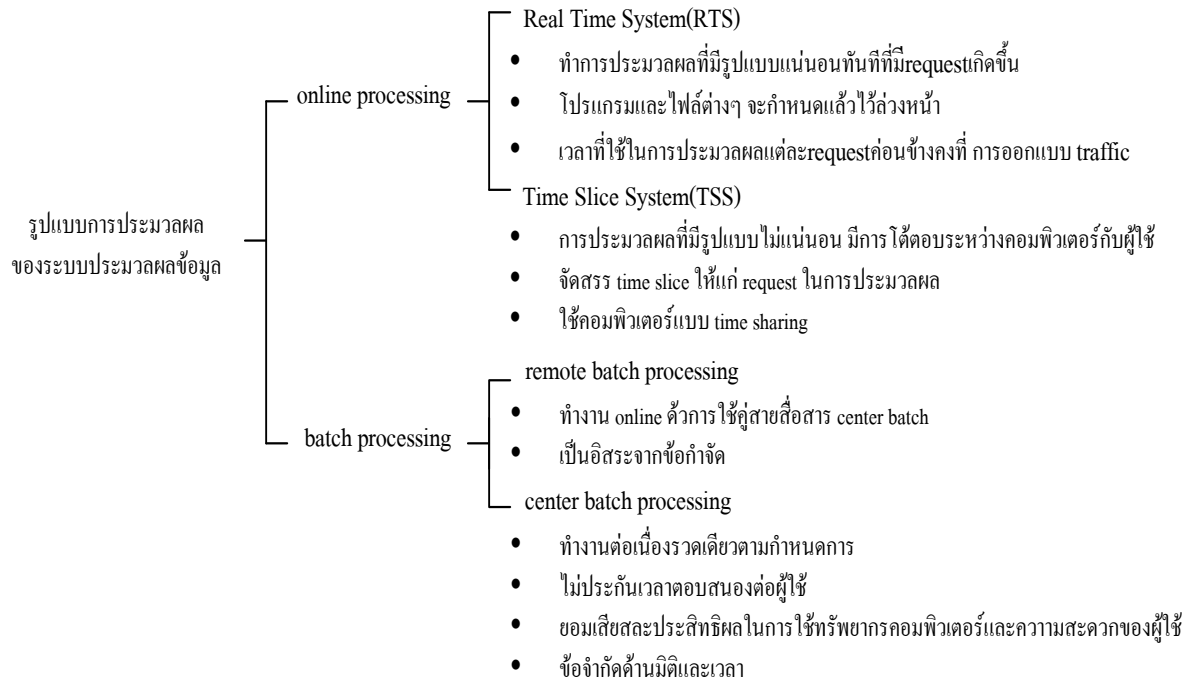 Real Time System(RTS)
• ทำการประมวลผลที่มีรูปแบบแน่นอนทันทีที่มีrequestเกิดขึ้น
online processing
• โปรแกรมและไฟล์ต่างๆ จะกำหนดแล้วไว้ล่วงหน้า
• เวลาที่ใช้ในการประมวลผลแต่ละrequestค่อนข้างคงที่ การออกแบบ traffic
Time Slice System(TSS)
รูปแบบการประมวลผล
ของระบบประมวลผลข้อมูล
• การประมวลผลที่มีรูปแบบไม่แน่นอน มีการโต้ตอบระหว่างคอมพิวเตอร์กับผู้ใช้
• จัดสรร time slice ให้แก่ request ในการประมวลผล
• ใช้คอมพิวเตอร์แบบ time sharing
remote batch processing
• ทำงาน online ด้วการใช้คู่สายสื่อสาร center batch
batch processing
• เป็นอิสระจากข้อกำจัด
center batch processing
• ทำงานต่อเนื่องรวดเดียวตามกำหนดการ
• ไม่ประกันเวลาตอบสนองต่อผู้ใช้
• ยอมเสียสละประสิทธิผลในการใช้ทรัพยากรคอมพิวเตอร์และความามสะดวกของผู้ใช้
• ข้อจำกัดด้านมิติและเวลา